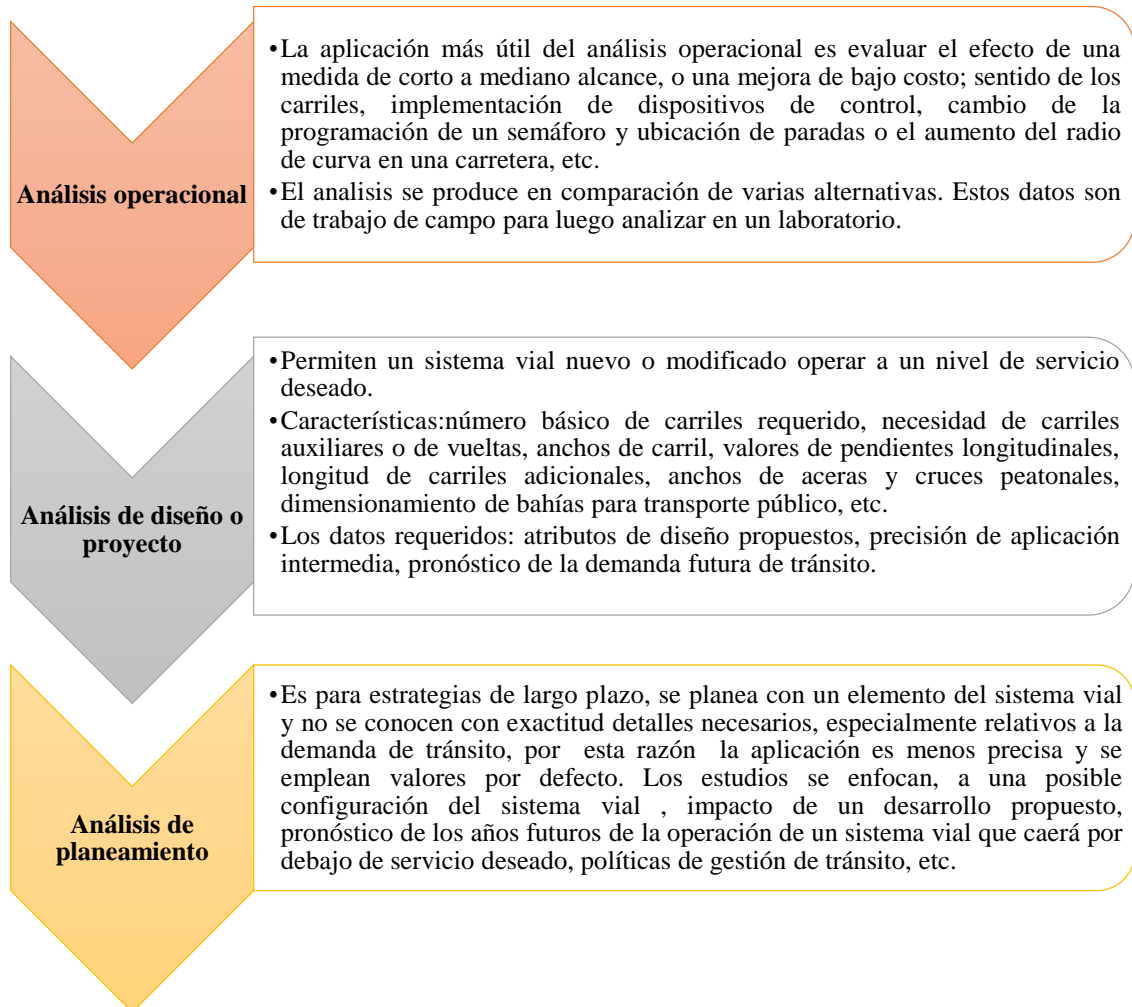 Análisis operacional
•La aplicación más útil del análisis operacional es evaluar el efecto de una
medida de corto a mediano alcance, o una mejora de bajo costo; sentido de los
carriles, implementación de dispositivos de control, cambio de la
programación de un semáforo y ubicación de paradas o el aumento del radio
de curva en una carretera, etc.
•El analisis se produce en comparación de varias alternativas. Estos datos son
de trabajo de campo para luego analizar en un laboratorio.
Análisis de diseño o
proyecto
•Permiten un sistema vial nuevo o modificado operar a un nivel de servicio
deseado.
•Características:número básico de carriles requerido, necesidad de carriles
auxiliares o de vueltas, anchos de carril, valores de pendientes longitudinales,
longitud de carriles adicionales, anchos de aceras y cruces peatonales,
dimensionamiento de bahías para transporte público, etc.
•Los datos requeridos: atributos de diseño propuestos, precisión de aplicación
intermedia, pronóstico de la demanda futura de tránsito.
Análisis de
planeamiento
•Es para estrategias de largo plazo, se planea con un elemento del sistema vial
y no se conocen con exactitud detalles necesarios, especialmente relativos a la
demanda de tránsito, por esta razón la aplicación es menos precisa y se
emplean valores por defecto. Los estudios se enfocan, a una posible
configuración del sistema vial , impacto de un desarrollo propuesto,
pronóstico de los años futuros de la operación de un sistema vial que caerá por
debajo de servicio deseado, políticas de gestión de tránsito, etc.